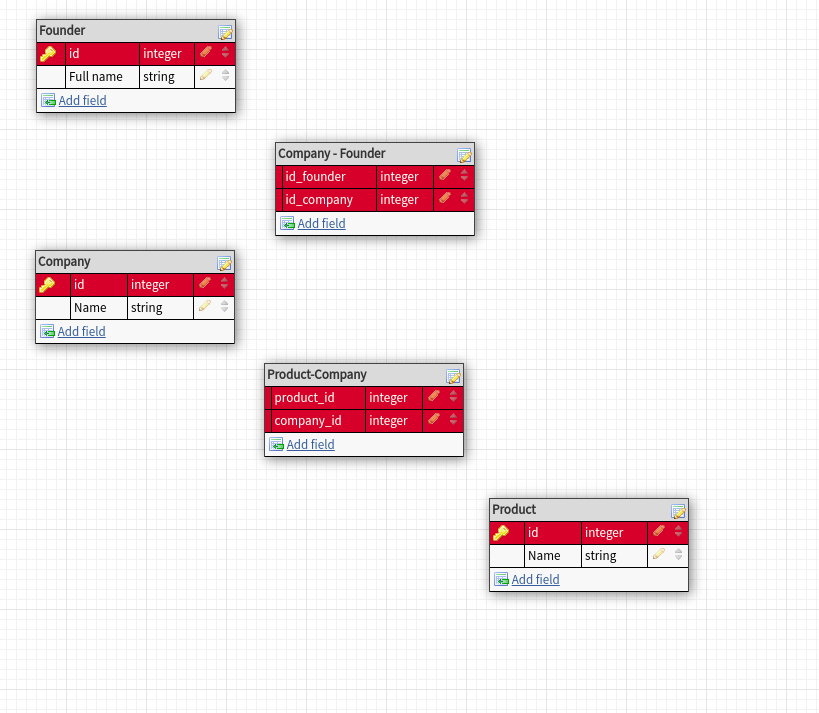 Founder
id integer
Full name string
Add field
Company - Founder
id_founder integer
id_company integer
Add field
Company
id integer
Name string
Add field
Product-Company
product_id integer
company_id integer
Add field
Product
id integer
Name string
Add field